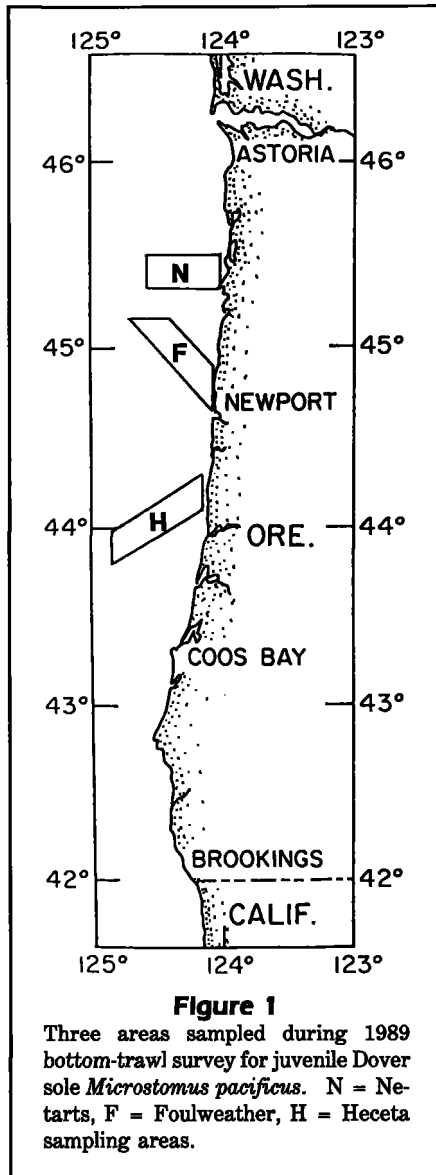 125° 124° 123°
WASH.
46° ASTORIA 46°
N
45° F 45°
NEWPORT
44° H ORE. 44°
COOS BAY
43° 43°
BROOKINGS
42° 42°
CALIF.
125° 124° 123°
Figure 1
Three areas sampled during 1989
bottom-trawl survey for juvenile Dover
sole Microstomus pacificus. N = Ne-
tarts, F = Foulweather, H = Heceta
sampling areas.